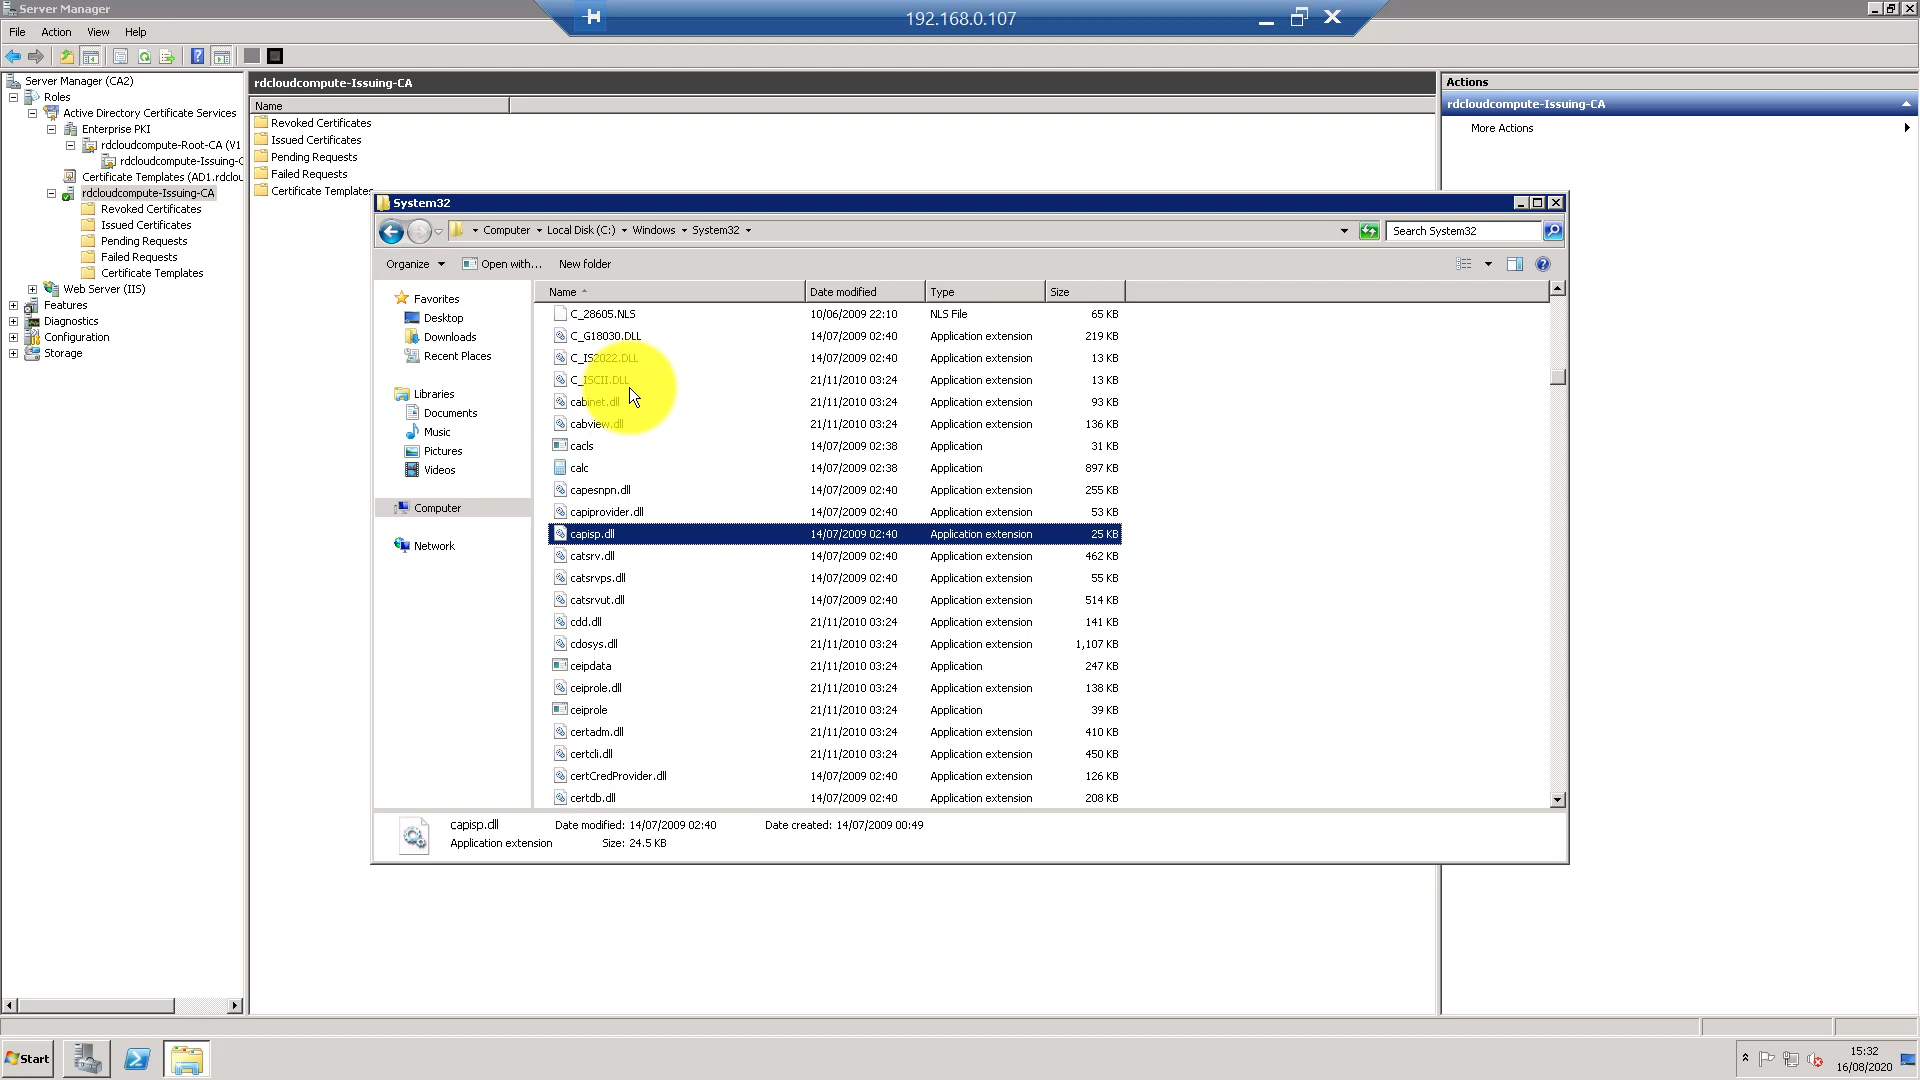 Server Manager
192.168.0.107
File Action View Help
Server Manager (CA2)
Roles
Active Directory Certificate Services
Enterprise PKI
rdcloudcompute-Root-CA (V1
rdcloudcompute-Issuing-C
Certificate Templates (AD1.rdclou
rdcloudcompute-Issuing-CA
Revoked Certificates
Issued Certificates
Pending Requests
Failed Requests
Certificate Templates
Web Server (IIS)
Features
Diagnostics
Configuration
Storage
rdcloudcompute-Issuing-CA
Name
Revoked Certificates
Issued Certificates
Pending Requests
Failed Requests
Certificate Templates
Actions
rdcloudcompute-Issuing-CA
More Actions
System32
Computer Local Disk (C:) Windows System32
Search System32
Organize Open with... New folder
Favorites
Desktop
Downloads
Recent Places
Libraries
Documents
Music
Pictures
Videos
Computer
Network
Name Date modified Type Size
C_28605.NLS 10/06/2009 22:10 NLS File 65 KB
C_G18030.DLL 14/07/2009 02:40 Application extension 219 KB
C_IS2022.DLL 14/07/2009 02:40 Application extension 13 KB
C_ISCII.DLL 21/11/2010 03:24 Application extension 13 KB
cabinet.dll 21/11/2010 03:24 Application extension 93 KB
cabview.dll 21/11/2010 03:24 Application extension 136 KB
cacls 14/07/2009 02:38 Application 31 KB
calc 14/07/2009 02:38 Application 897 KB
capesnpn.dll 14/07/2009 02:40 Application extension 255 KB
capiprovider.dll 14/07/2009 02:40 Application extension 53 KB
capisp.dll 14/07/2009 02:40 Application extension 25 KB
catsrv.dll 14/07/2009 02:40 Application extension 462 KB
catsrvps.dll 14/07/2009 02:40 Application extension 55 KB
catsrvut.dll 14/07/2009 02:40 Application extension 514 KB
cdd.dll 21/11/2010 03:24 Application extension 141 KB
cdosys.dll 21/11/2010 03:24 Application extension 1,107 KB
ceipdata 21/11/2010 03:24 Application 247 KB
ceiprole.dll 21/11/2010 03:24 Application extension 138 KB
ceiprole 21/11/2010 03:24 Application 39 KB
certadm.dll 21/11/2010 03:24 Application extension 410 KB
certcli.dll 21/11/2010 03:24 Application extension 450 KB
certCredProvider.dll 14/07/2009 02:40 Application extension 126 KB
certdb.dll 14/07/2009 02:40 Application extension 208 KB
capisp.dll Date modified: 14/07/2009 02:40 Date created: 14/07/2009 00:49
Application extension Size: 24.5 KB
Start
15:32
16/08/2020